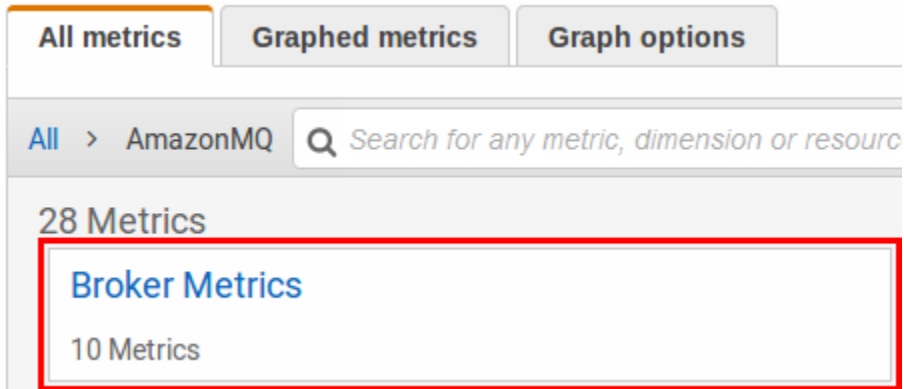 All metrics Graphed metrics Graph options
All > AmazonMQ Search for any metric, dimension or resourc
28 Metrics
Broker Metrics
10 Metrics